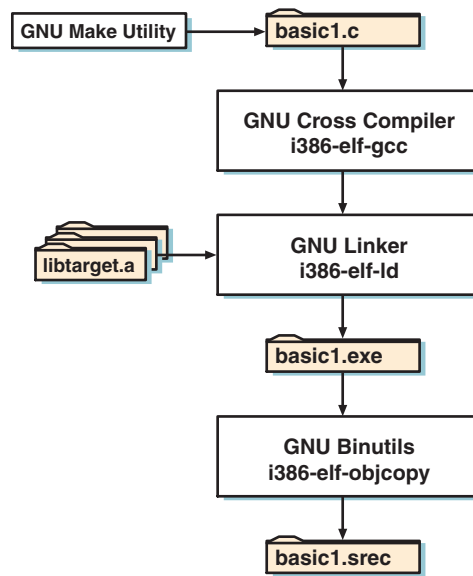 GNU Make Utility
basic1.c
GNU Cross Compiler
i386-elf-gcc
libtarget.a
GNU Linker
i386-elf-ld
basic1.exe
GNU Binutils
i386-elf-objcopy
basic1.srec